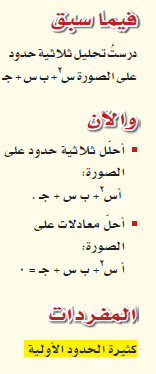 فيما سبق
درستُ تحليل ثلاثية حدود
على الصورة س٢ + ب س + جـ
والآن
■ أحلّل ثلاثية حدود على
الصورة:
أس٢ + ب س + جـ .
■ أحلّ معادلات على
الصورة:
أ س٢ + ب س + جـ = ٠
المفردات
كثيرة الحدود الأولية